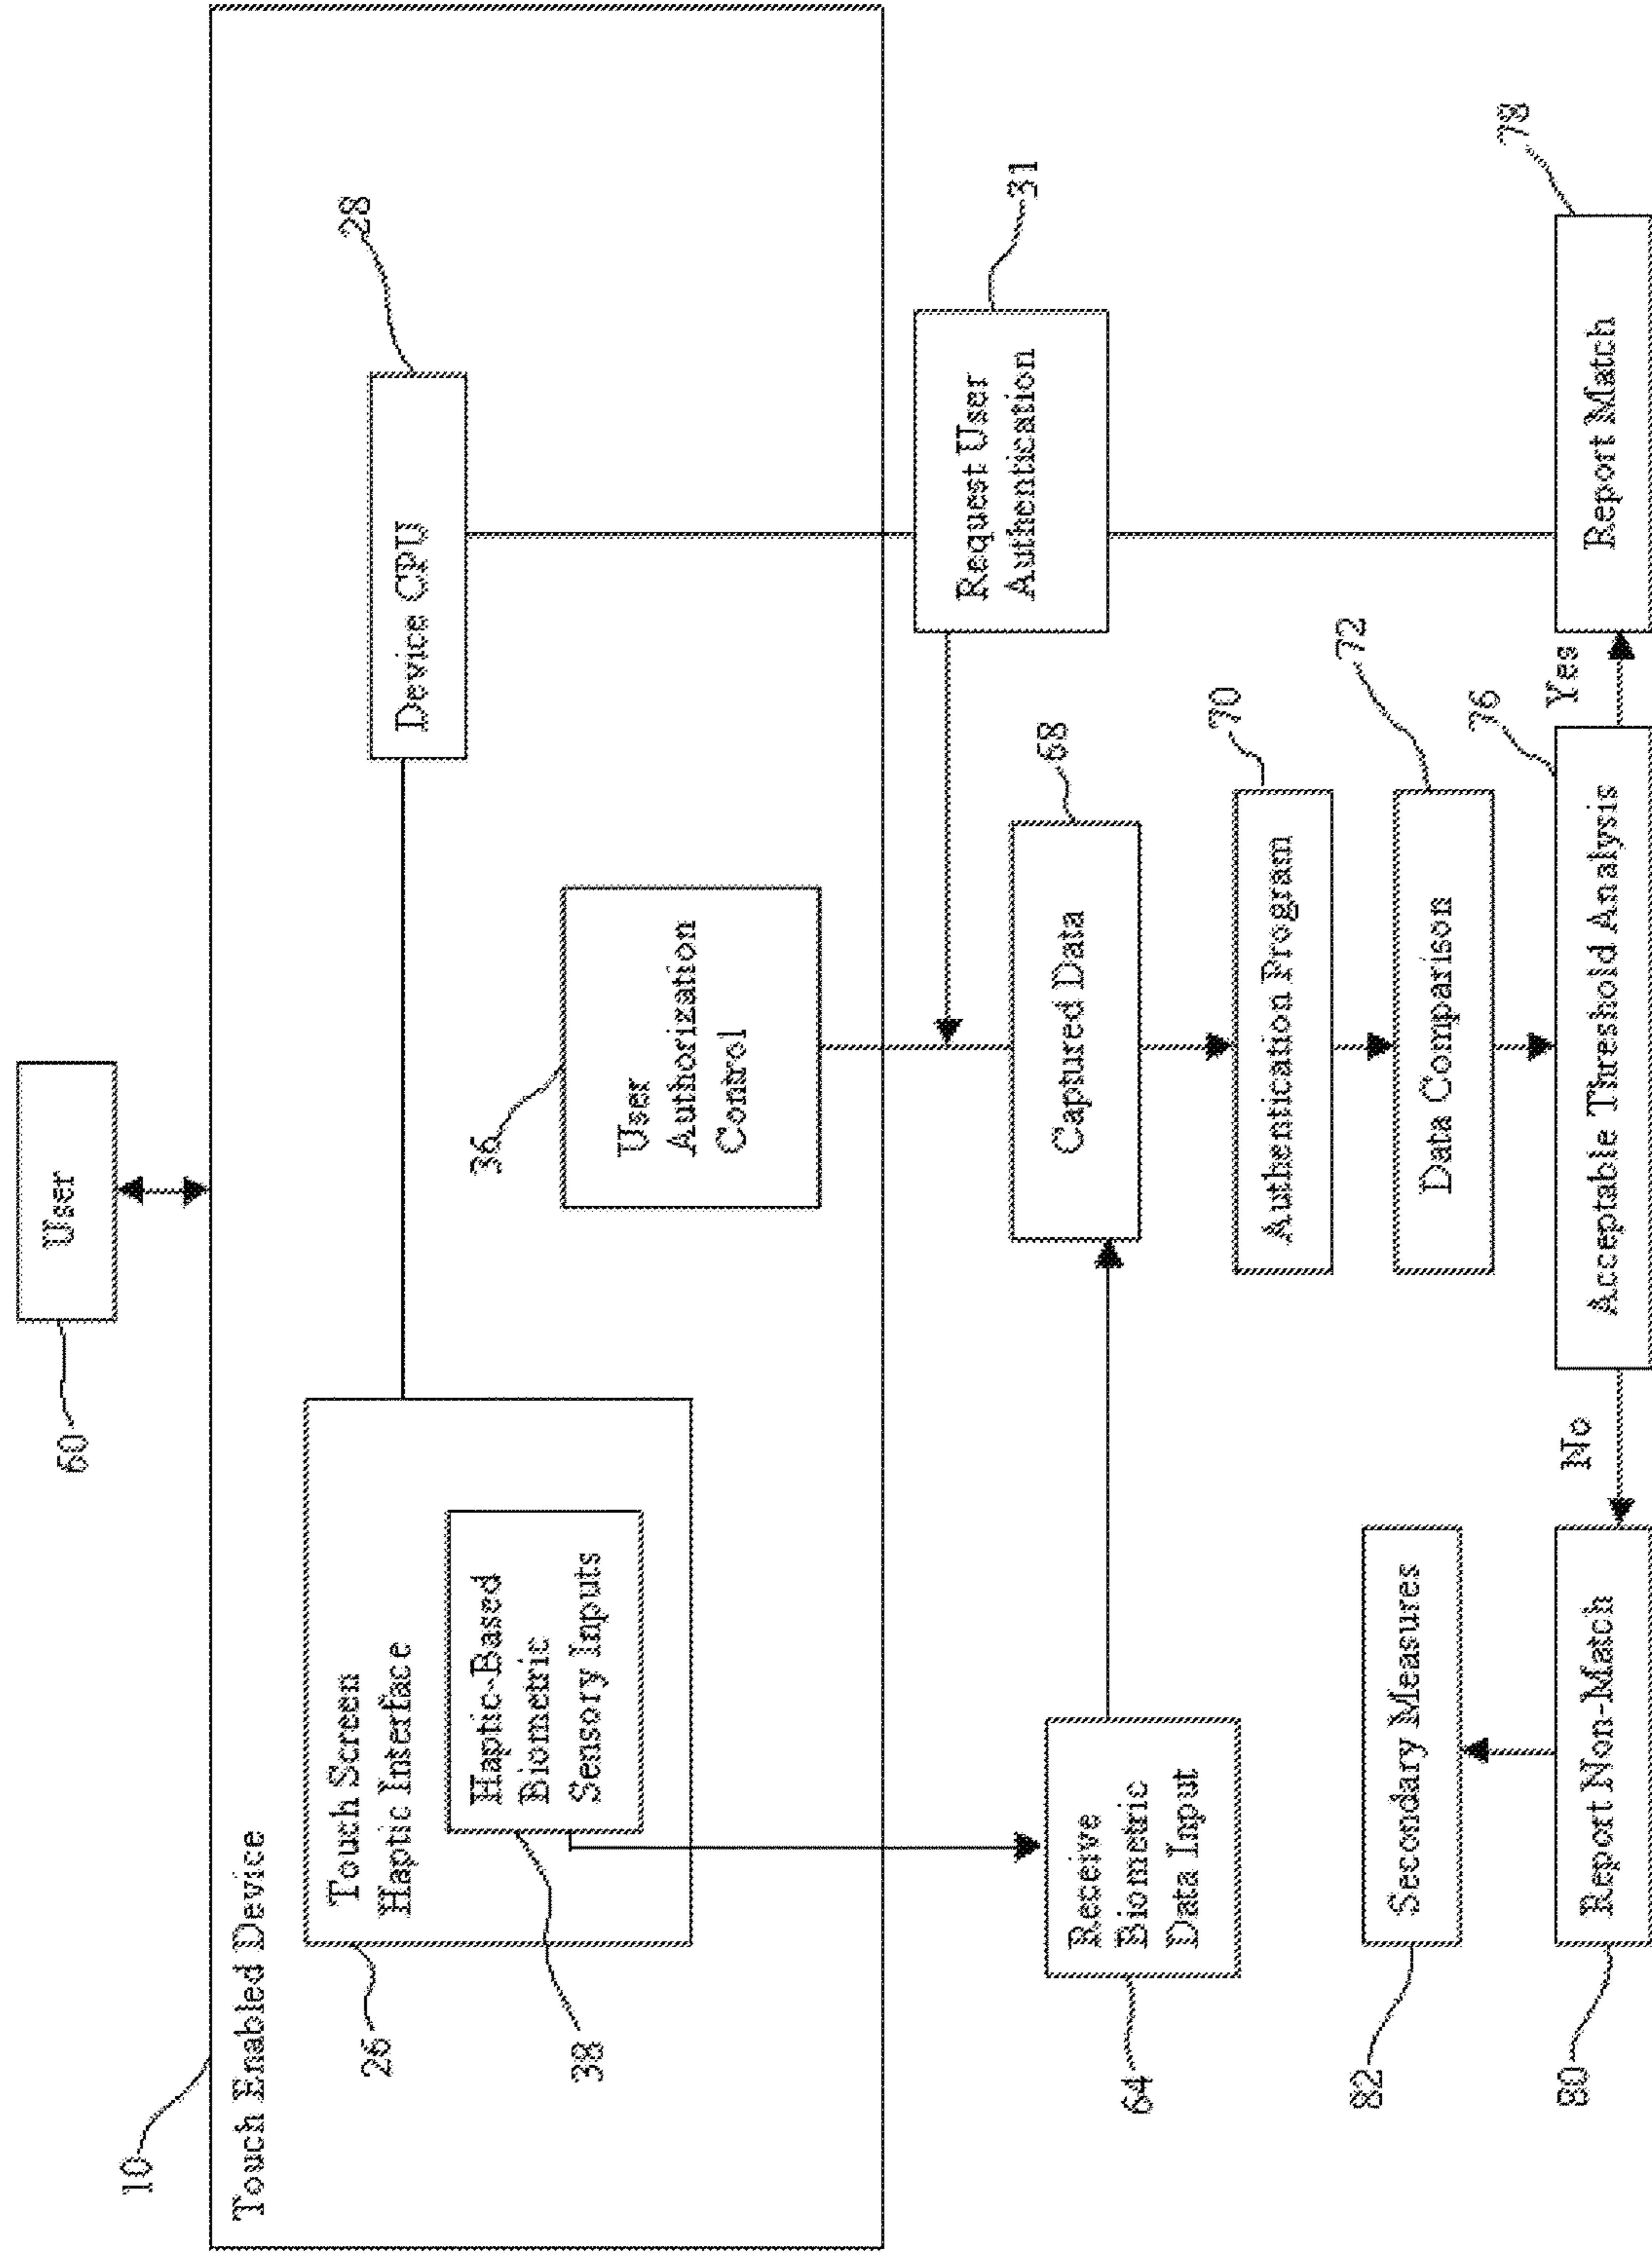 60
User
10
Touch Enabled Device
26
Touch Screen
Haptic Interface
38
Haptic-Based
Biometric
Sensory Inputs
28
Device CPU
36
User
Authorization
Control
31
Request User
Authentication
64
Receive
Biometric
Data Input
68
Captured Data
70
Authentication Program
72
Data Comparison
82
Secondary Measures
76
Acceptable Threshold Analysis
No
Yes
80
Report Non-Match
78
Report Match